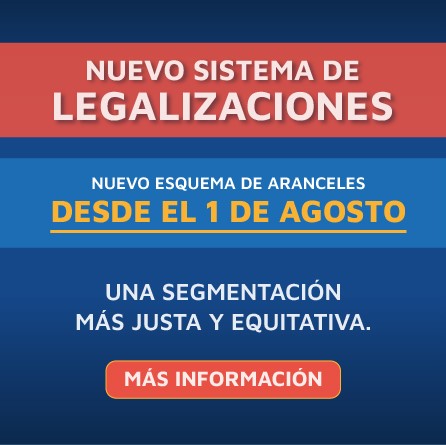 NUEVO SISTEMA DE
LEGALIZACIONES
NUEVO ESQUEMA DE ARANCELES
DESDE EL 1 DE AGOSTO
UNA SEGMENTACIÓN
MÁS JUSTA Y EQUITATIVA.
MÁS INFORMACIÓN